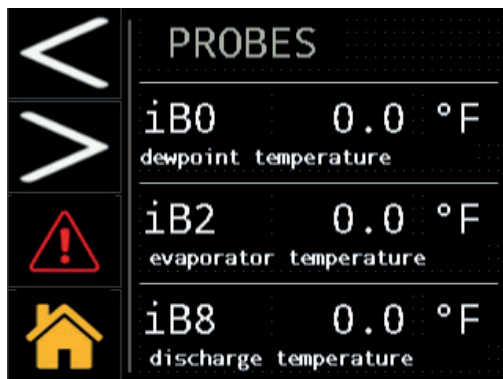 PROBES
iB0 0.0 °F
dewpoint temperature
iB2 0.0 °F
evaporator temperature
iB8 0.0 °F
discharge temperature